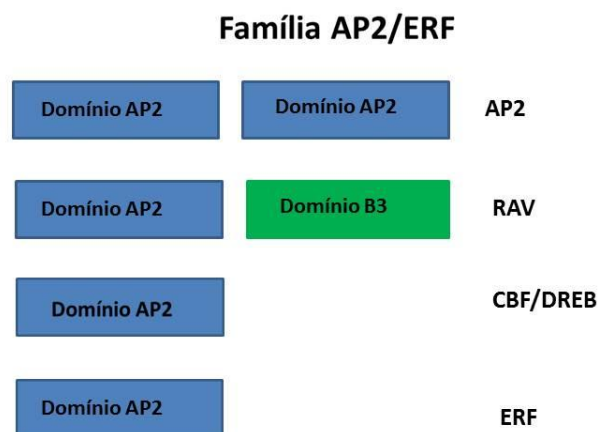 Família AP2/ERF
Domínio AP2 Domínio AP2 AP2
Domínio AP2 Domínio B3 RAV
Domínio AP2 CBF/DREB
Domínio AP2 ERF